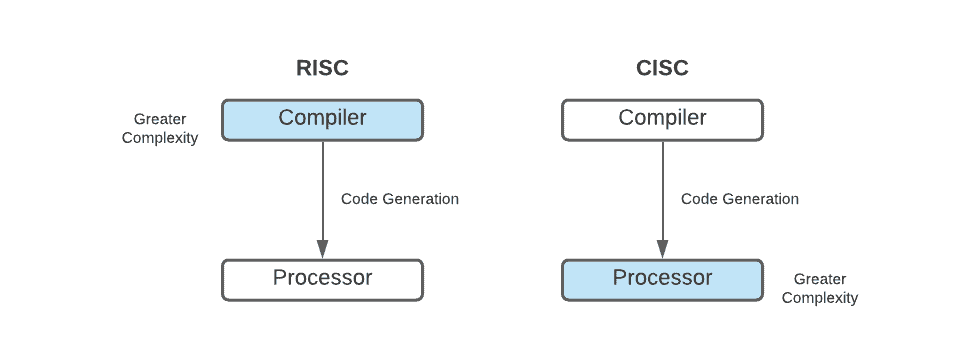 RISC
CISC
Greater
Complexity
Compiler
Compiler
Code Generation
Code Generation
Processor
Processor
Greater
Complexity